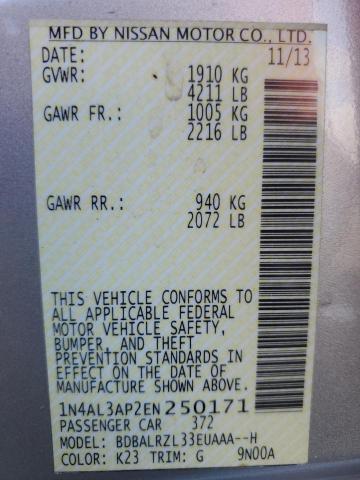 MFD BY NISSAN MOTOR CO., LTD.
DATE: 11/13
GVWR: 1910 KG
4211 LB
GAWR FR.: 1005 KG
2216 LB
GAWR RR.: 940 KG
2072 LB
THIS VEHICLE CONFORMS TO
ALL APPLICABLE FEDERAL
MOTOR VEHICLE SAFETY,
BUMPER, AND THEFT
PREVENTION STANDARDS IN
EFFECT ON THE DATE OF
MANUFACTURE SHOWN ABOVE.
1N4AL3AP2EN250171
PASSENGER CAR 372
MODEL: BDBALRZL33EUAAA--H
COLOR: K23 TRIM: G 9N00A